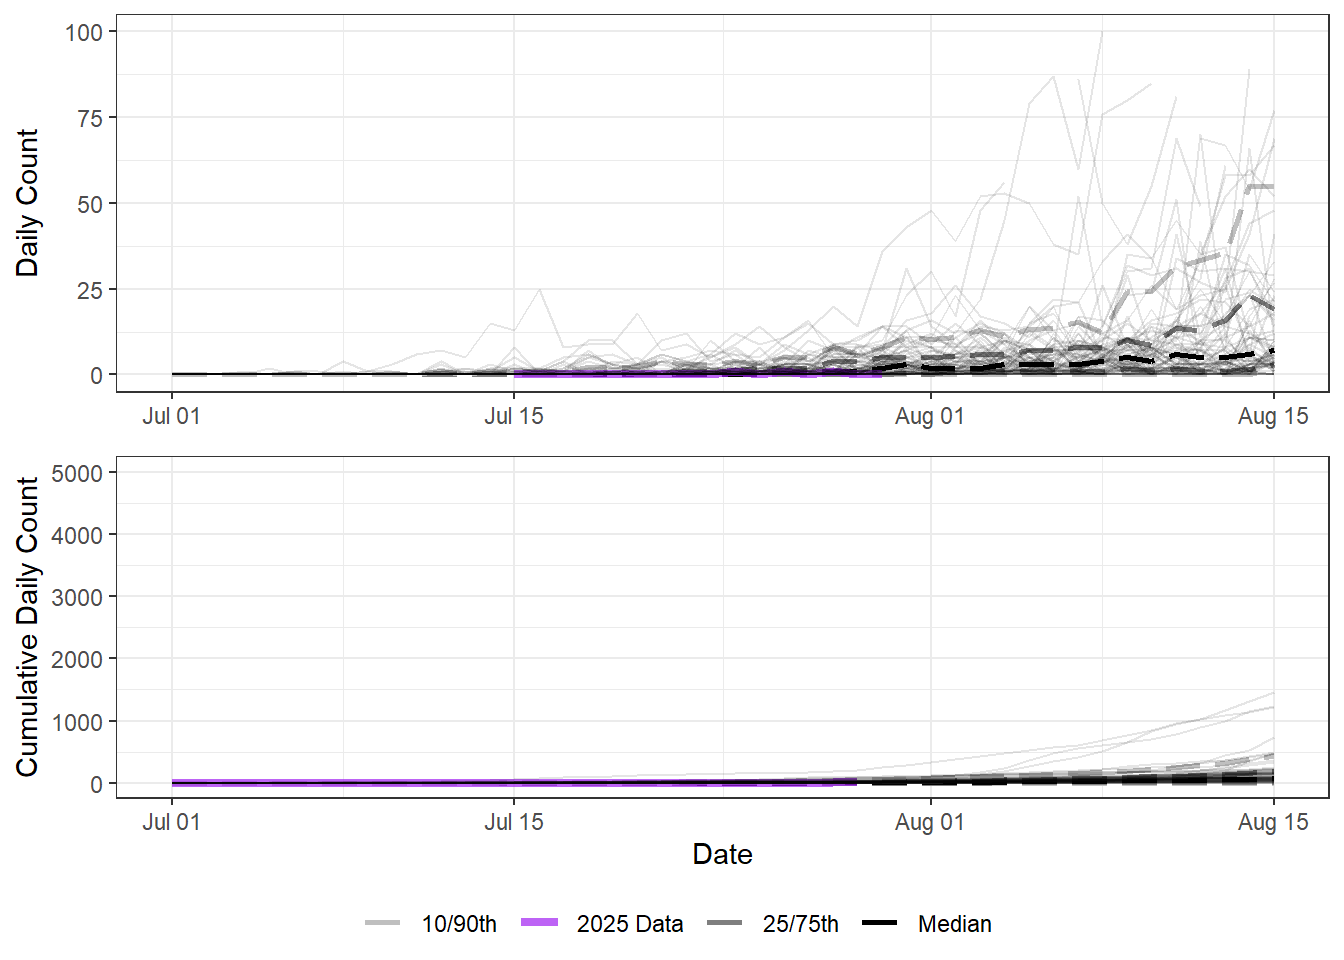 Daily Count
100
75
50
25
0
Jul 01 Jul 15 Aug 01 Aug 15
Cumulative Daily Count
5000
4000
3000
2000
1000
0
Jul 01 Jul 15 Aug 01 Aug 15
Date
10/90th 2025 Data 25/75th Median